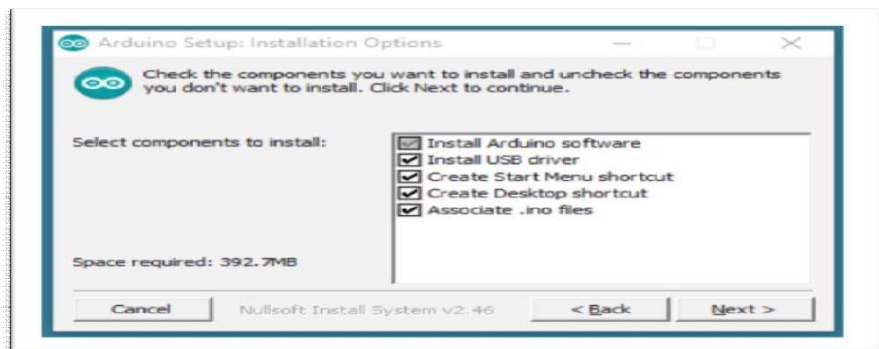 Arduino Setup: Installation Options
Check the components you want to install and uncheck the components
you don't want to install. Click Next to continue.
Select components to install:
Install Arduino software
Install USB driver
Create Start Menu shortcut
Create Desktop shortcut
Associate .ino files
Space required: 392.7MB
Cancel
Nullsoft Install System v2.46
< Back
Next >